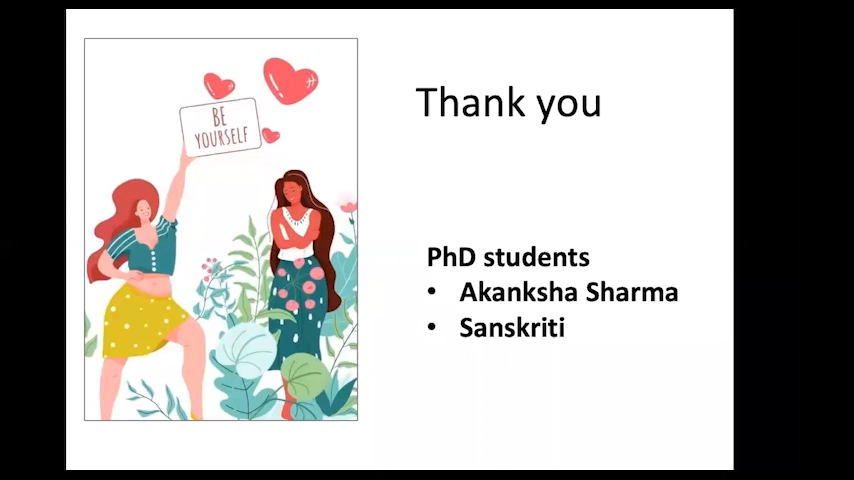 BE
YOURSELF
Thank you
PhD students
• Akanksha Sharma
• Sanskriti